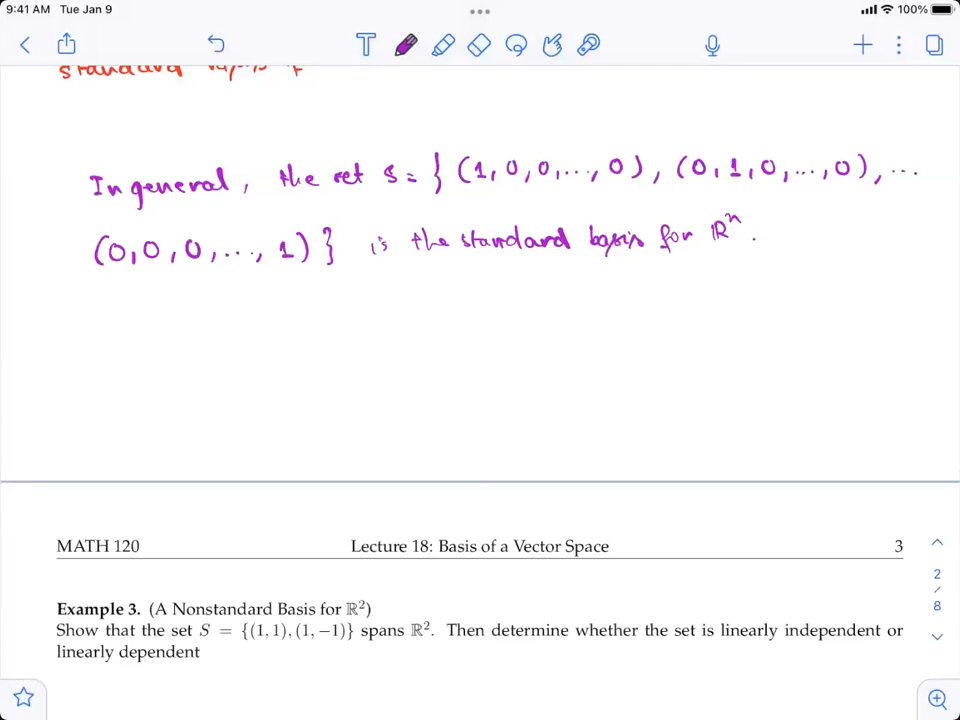 9:41 AM Tue Jan 9
100%
standard basis f
In general, the set S = { (1, 0, 0, ..., 0), (0, 1, 0, ..., 0), ...
(0, 0, 0, ..., 1) } is the standard basis for ℝⁿ.
MATH 120 Lecture 18: Basis of a Vector Space 3
Example 3. (A Nonstandard Basis for ℝ²)
Show that the set S = {(1, 1), (1, −1)} spans ℝ². Then determine whether the set is linearly independent or
linearly dependent
2
/
8